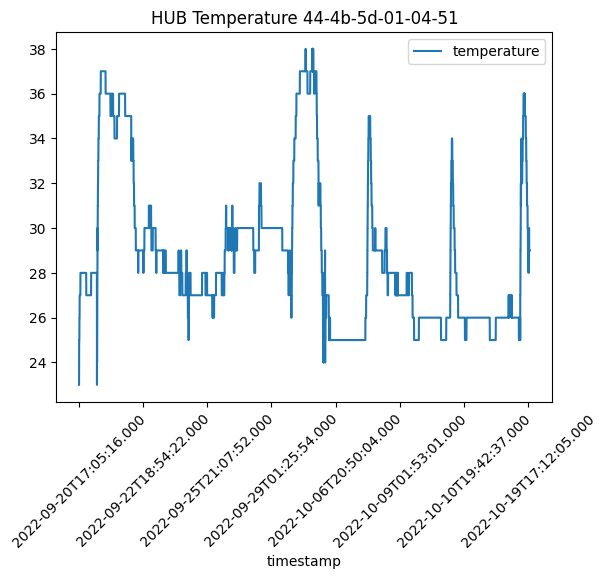 HUB Temperature 44-4b-5d-01-04-51
temperature
38
36
34
32
30
28
26
24
2022-09-20T17:05:16.000
2022-09-22T18:54:22.000
2022-09-25T21:07:52.000
2022-09-29T01:25:54.000
2022-10-06T20:50:04.000
2022-10-09T01:53:01.000
2022-10-10T19:42:37.000
2022-10-19T17:12:05.000
timestamp